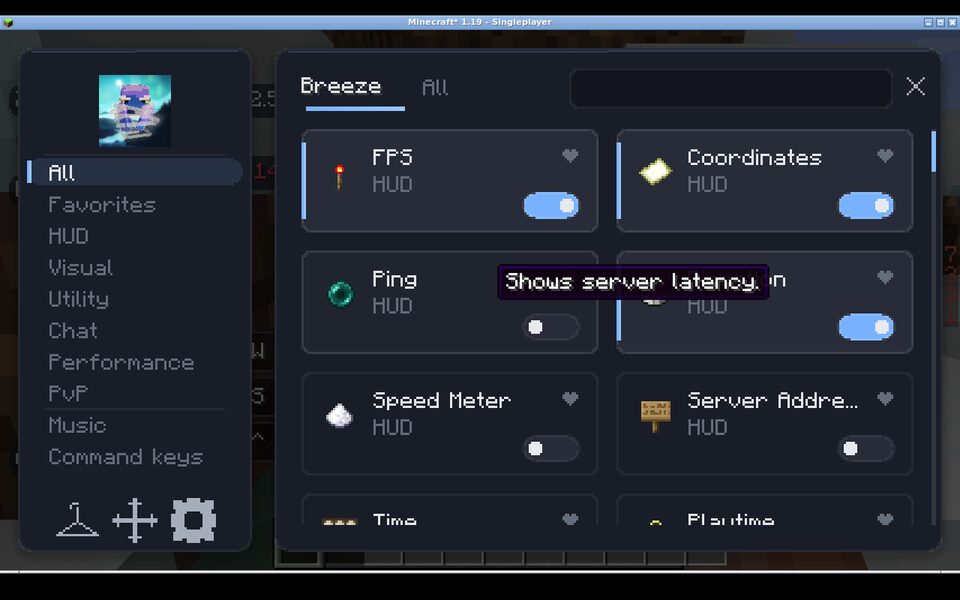 Minecraft* 1.19 - Singleplayer
Breeze
All
All
Favorites
HUD
Visual
Utility
Chat
Performance
PvP
Music
Command keys
FPS
HUD
Coordinates
HUD
Ping
HUD
Shows server latency.
HUD
Speed Meter
HUD
Server Addre...
HUD
Time
Playtime